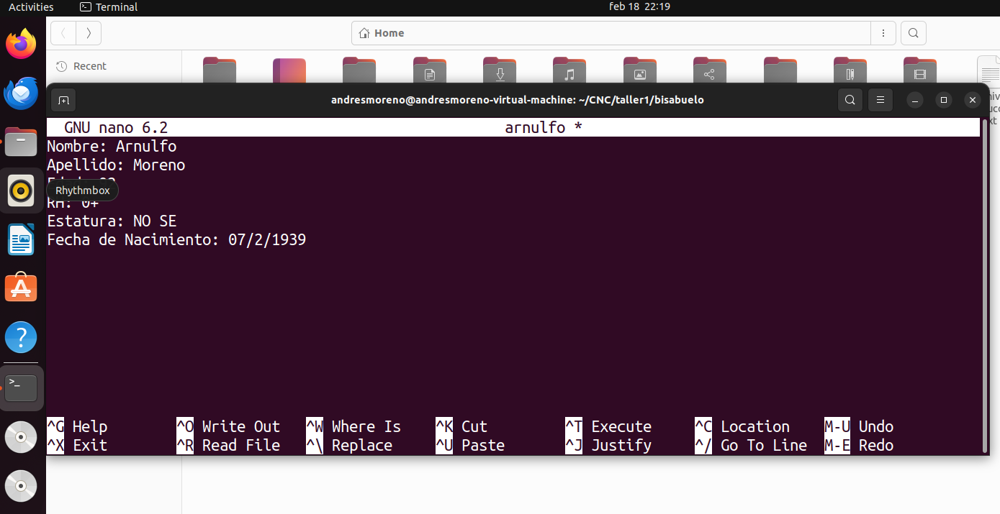 Activities
Terminal
feb 18 22:19
Home
Recent
andresmoreno@andresmoreno-virtual-machine: ~/CNC/taller1/bisabuelo
GNU nano 6.2 arnulfo *
Nombre: Arnulfo
Apellido: Moreno
Rhythmbox
RH: 0+
Estatura: NO SE
Fecha de Nacimiento: 07/2/1939
^G Help ^O Write Out ^W Where Is ^K Cut ^T Execute ^C Location M-U Undo
^X Exit ^R Read File ^\ Replace ^U Paste ^J Justify ^/ Go To Line M-E Redo